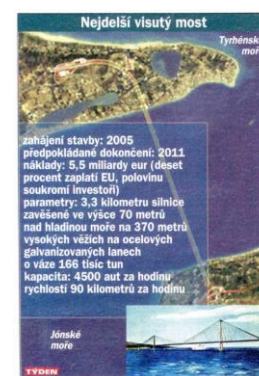 Nejdelší visutý most
Tyrhénské
moře
zahájení stavby: 2005
předpokládané dokončení: 2011
náklady: 5,5 miliardy eur (deset
procent zaplatí EU, polovinu
soukromí investoři)
parametry: 3,3 kilometru silnice
zavěšené ve výšce 70 metrů
nad hladinou moře na 370 metrů
vysokých věžích na ocelových
galvanizovaných lanech
o váze 166 tisíc tun
kapacita: 4500 aut za hodinu
rychlostí 90 kilometrů za hodinu
Jónské
moře
TÝDEN